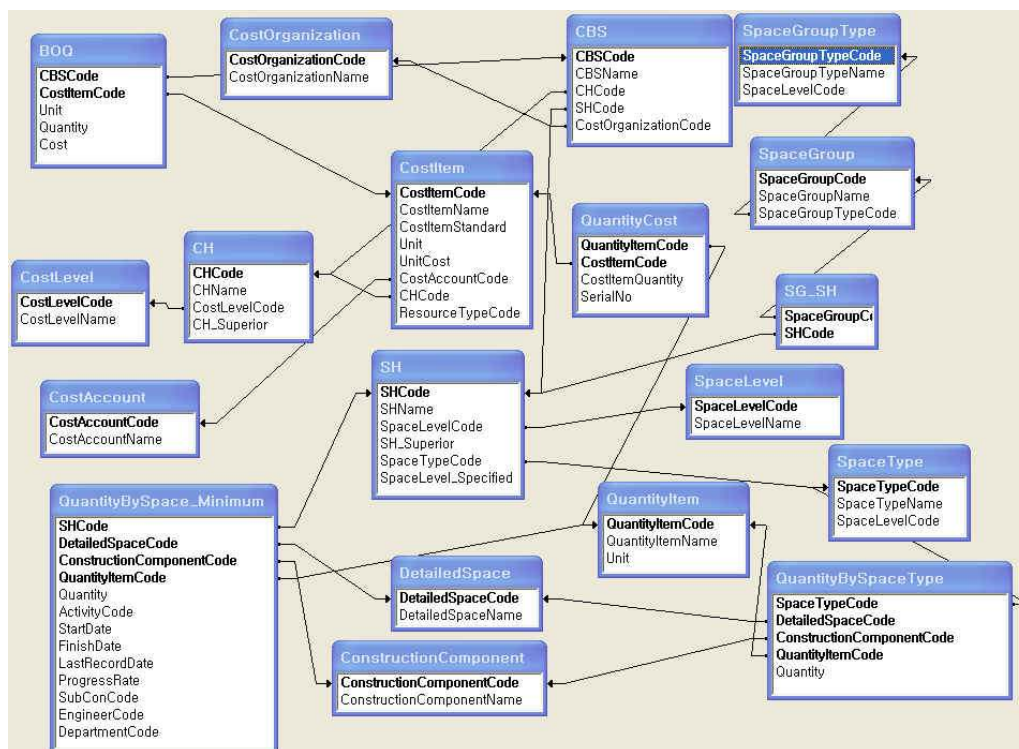 BOQ
CBSCode
CostItemCode
Unit
Quantity
Cost
CostOrganization
CostOrganizationCode
CostOrganizationName
CBS
CBSCode
CBSName
CHCode
SHCode
CostOrganizationCode
SpaceGroupType
SpaceGroupTypeCode
SpaceGroupTypeName
SpaceLevelCode
CostItem
CostItemCode
CostItemName
CostItemStandard
Unit
UnitCost
CostAccountCode
CHCode
ResourceTypeCode
SpaceGroup
SpaceGroupCode
SpaceGroupName
SpaceGroupTypeCode
QuantityCost
QuantityItemCode
CostItemCode
CostItemQuantity
SerialNo
CH
CHCode
CHName
CostLevelCode
CH_Superior
CostLevel
CostLevelCode
CostLevelName
SG_SH
SpaceGroupC
SHCode
SH
SHCode
SHName
SpaceLevelCode
SH_Superior
SpaceTypeCode
SpaceLevel_Specified
SpaceLevel
SpaceLevelCode
SpaceLevelName
CostAccount
CostAccountCode
CostAccountName
SpaceType
SpaceTypeCode
SpaceTypeName
SpaceLevelCode
QuantityBySpace_Minimum
SHCode
DetailedSpaceCode
ConstructionComponentCode
QuantityItemCode
Quantity
ActivityCode
StartDate
FinishDate
LastRecordDate
ProgressRate
SubConCode
EngineerCode
DepartmentCode
QuantityItem
QuantityItemCode
QuantityItemName
Unit
DetailedSpace
DetailedSpaceCode
DetailedSpaceName
QuantityBySpaceType
SpaceTypeCode
DetailedSpaceCode
ConstructionComponentCode
QuantityItemCode
Quantity
ConstructionComponent
ConstructionComponentCode
ConstructionComponentName